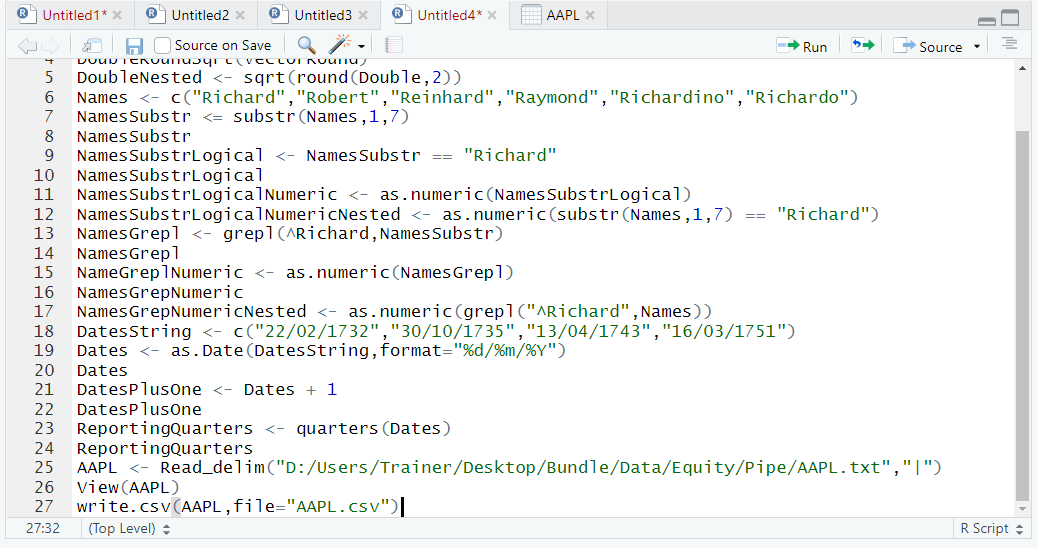 Untitled1* Untitled2 Untitled3 Untitled4* AAPL
Source on Save Run Source
4 DoubleRoundSqrt(VectorRound)
5 DoubleNested <- sqrt(round(Double,2))
6 Names <- c("Richard","Robert","Reinhard","Raymond","Richardino","Richardo")
7 NamesSubstr <= substr(Names,1,7)
8 NamesSubstr
9 NamesSubstrLogical <- NamesSubstr == "Richard"
10 NamesSubstrLogical
11 NamesSubstrLogicalNumeric <- as.numeric(NamesSubstrLogical)
12 NamesSubstrLogicalNumericNested <- as.numeric(substr(Names,1,7) == "Richard")
13 NamesGrepl <- grepl(^Richard,NamesSubstr)
14 NamesGrepl
15 NameGreplNumeric <- as.numeric(NamesGrepl)
16 NamesGrepNumeric
17 NamesGrepNumericNested <- as.numeric(grepl("^Richard",Names))
18 DatesString <- c("22/02/1732","30/10/1735","13/04/1743","16/03/1751")
19 Dates <- as.Date(DatesString,format="%d/%m/%Y")
20 Dates
21 DatesPlusOne <- Dates + 1
22 DatesPlusOne
23 ReportingQuarters <- quarters(Dates)
24 ReportingQuarters
25 AAPL <- Read_delim("D:/Users/Trainer/Desktop/Bundle/Data/Equity/Pipe/AAPL.txt","|")
26 View(AAPL)
27 write.csv(AAPL,file="AAPL.csv")
27:32 (Top Level) R Script